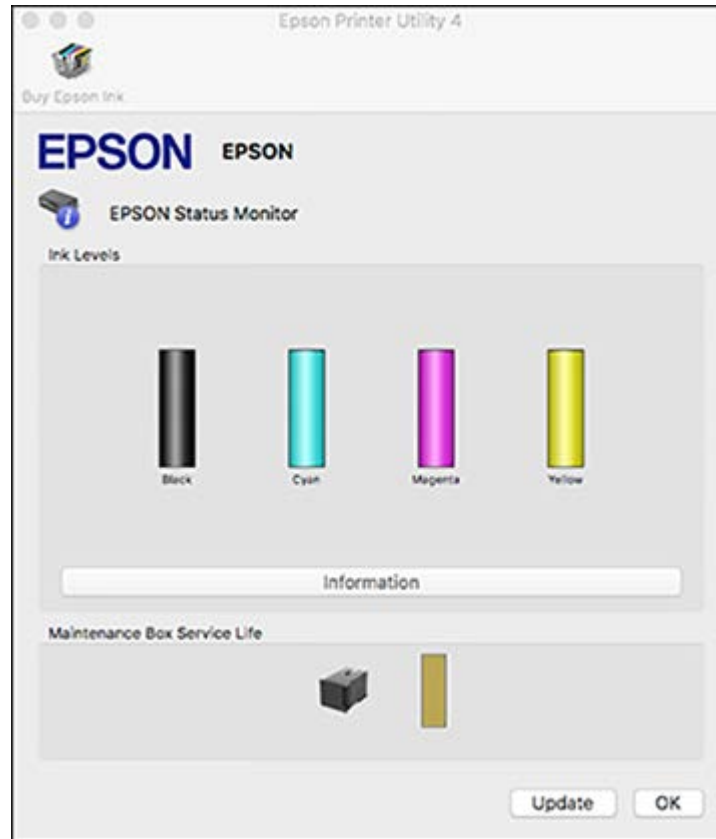 Epson Printer Utility 4
Buy Epson Ink
EPSON EPSON
EPSON Status Monitor
Ink Levels
Black Cyan Magenta Yellow
Information
Maintenance Box Service Life
Update OK